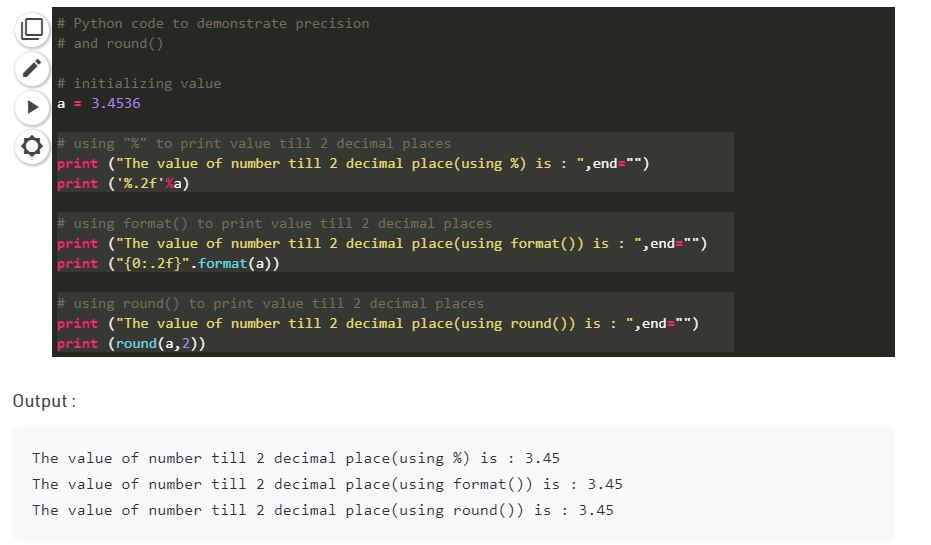 # Python code to demonstrate precision
# and round()
# initializing value
a = 3.4536
# using "%" to print value till 2 decimal places
print ("The value of number till 2 decimal place(using %) is : ",end="")
print ('%.2f'%a)
# using format() to print value till 2 decimal places
print ("The value of number till 2 decimal place(using format()) is : ",end="")
print ("{0:.2f}".format(a))
# using round() to print value till 2 decimal places
print ("The value of number till 2 decimal place(using round()) is : ",end="")
print (round(a,2))
Output :
The value of number till 2 decimal place(using %) is : 3.45
The value of number till 2 decimal place(using format()) is : 3.45
The value of number till 2 decimal place(using round()) is : 3.45